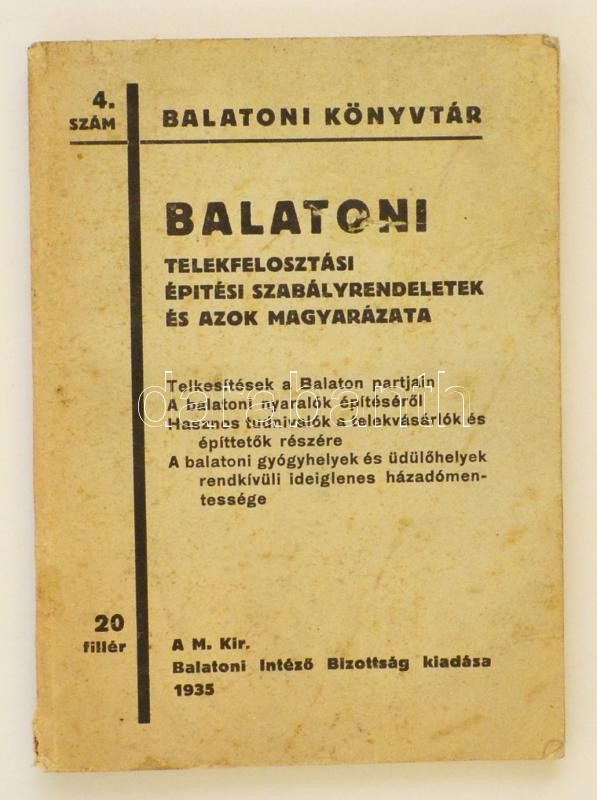 4.
SZÁM
BALATONI KÖNYVTÁR
BALATONI
TELEKFELOSZTÁSI
ÉPITÉSI SZABÁLYRENDELETEK
ÉS AZOK MAGYARÁZATA
Telkesítések a Balaton partjain
A balatoni nyaralók építéséről
Hasznos tudnivalók a telekvásárlók és
építtetők részére
A balatoni gyógyhelyek és üdülőhelyek
rendkívüli ideiglenes házadómen-
tessége
darabanth
20
fillér
A M. Kir.
Balatoni Intéző Bizottság kiadása
1935